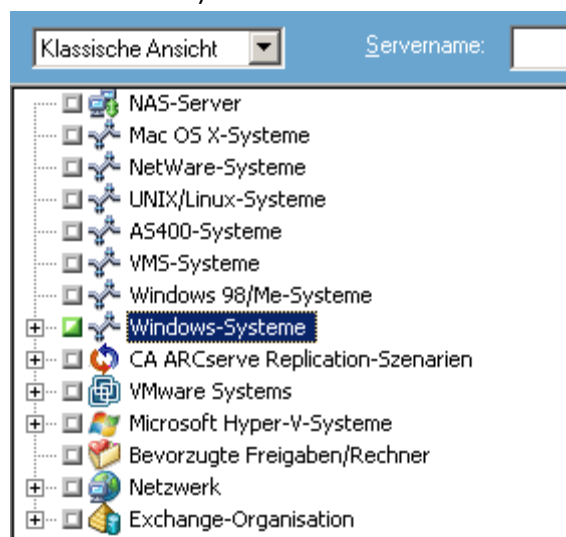 Klassische Ansicht Servername:
NAS-Server
Mac OS X-Systeme
NetWare-Systeme
UNIX/Linux-Systeme
AS400-Systeme
VMS-Systeme
Windows 98/Me-Systeme
Windows-Systeme
CA ARCserve Replication-Szenarien
VMware Systems
Microsoft Hyper-V-Systeme
Bevorzugte Freigaben/Rechner
Netzwerk
Exchange-Organisation